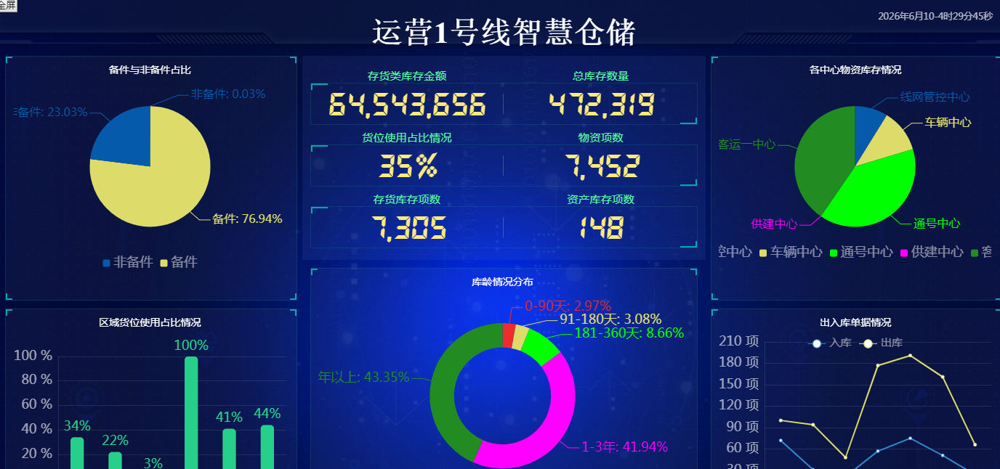 全屏
2026年6月10-4时29分45秒
运营1号线智慧仓储
备件与非备件占比
非备件: 0.03%
备件: 23.03%
备件: 76.94%
非备件 备件
存货类库存金额 总库存数量
64,543,656 472,319
货位使用占比情况 物资项数
35% 7,452
存货库存项数 资产库存项数
7,305 148
各中心物资库存情况
线网管控中心
车辆中心
客运一中心
供建中心
通号中心
控中心 车辆中心 通号中心 供建中心 客
区域货位使用占比情况
100%
100 %
80 %
60 %
40 %
20 %
34%
22%
3%
41%
44%
库龄情况分布
0-90天: 2.97%
91-180天: 3.08%
181-360天: 8.66%
年以上: 43.35%
1-3年: 41.94%
出入库单据情况
入库 出库
210 项
180 项
150 项
120 项
90 项
60 项
30 项